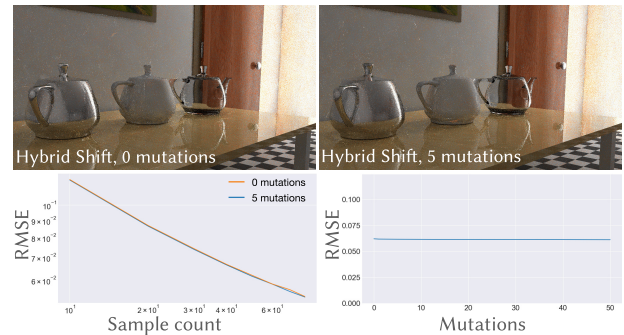 Hybrid Shift, 0 mutations
Hybrid Shift, 5 mutations
RMSE
10⁻¹
9 × 10⁻²
8 × 10⁻²
7 × 10⁻²
6 × 10⁻²
0 mutations
5 mutations
10¹
2 × 10¹
3 × 10¹
4 × 10¹
6 × 10¹
Sample count
RMSE
0.100
0.075
0.050
0.025
0.000
0
10
20
30
40
50
Mutations